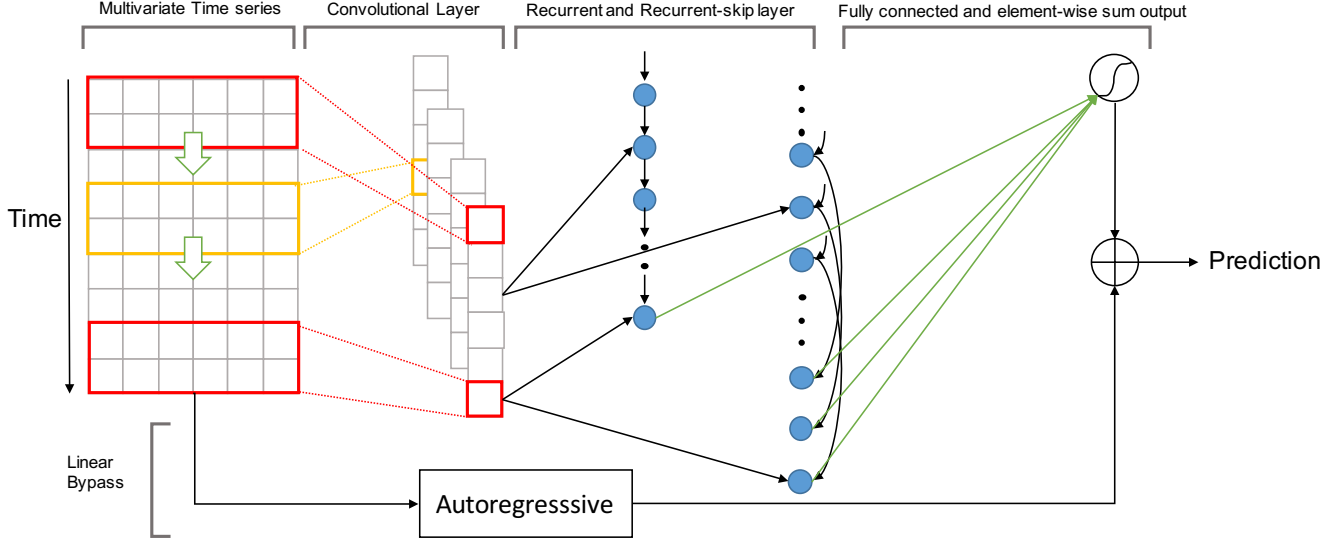 Multivariate Time series
Convolutional Layer
Recurrent and Recurrent-skip layer
Fully connected and element-wise sum output
Time
Prediction
Linear
Bypass
Autoregresssive